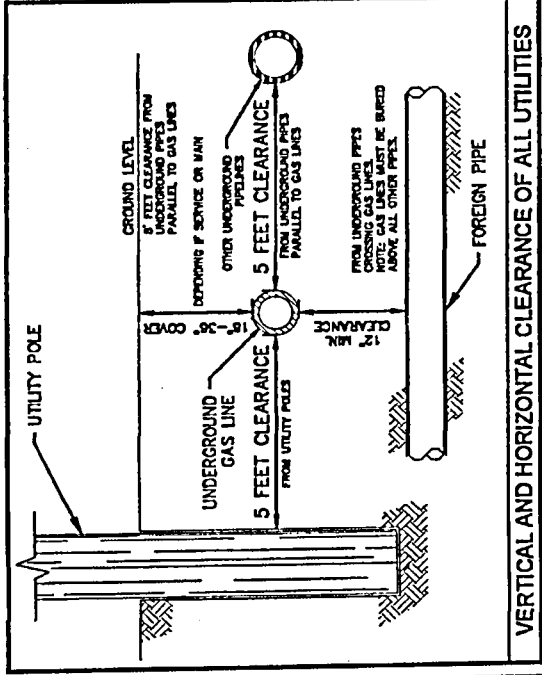 UTILITY POLE
GROUND LEVEL
5' FEET CLEARANCE FROM
UNDERGROUND PIPES
PARALLEL TO GAS LINES
18"-36" COVER
DEPENDING IF SERVICE OR MAIN
OTHER UNDERGROUND
PIPELINES
UNDERGROUND
GAS LINE
5 FEET CLEARANCE
FROM UTILITY POLES
5 FEET CLEARANCE
FROM UNDERGROUND PIPES
PARALLEL TO GAS LINES
12" MIN.
CLEARANCE
FROM UNDERGROUND PIPES
CROSSING GAS LINES.
NOTE: GAS LINES MUST BE BURIED
ABOVE ALL OTHER PIPES.
FOREIGN PIPE
VERTICAL AND HORIZONTAL CLEARANCE OF ALL UTILITIES